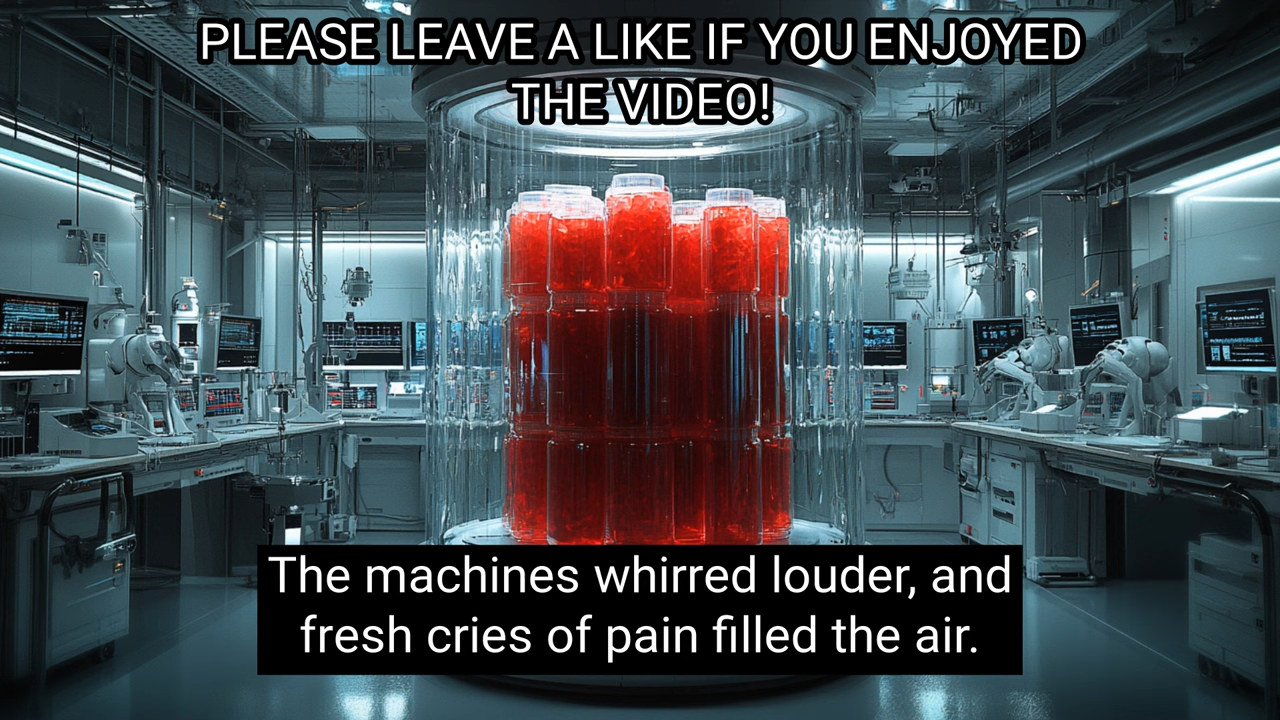 PLEASE LEAVE A LIKE IF YOU ENJOYED
THE VIDEO!
The machines whirred louder, and
fresh cries of pain filled the air.